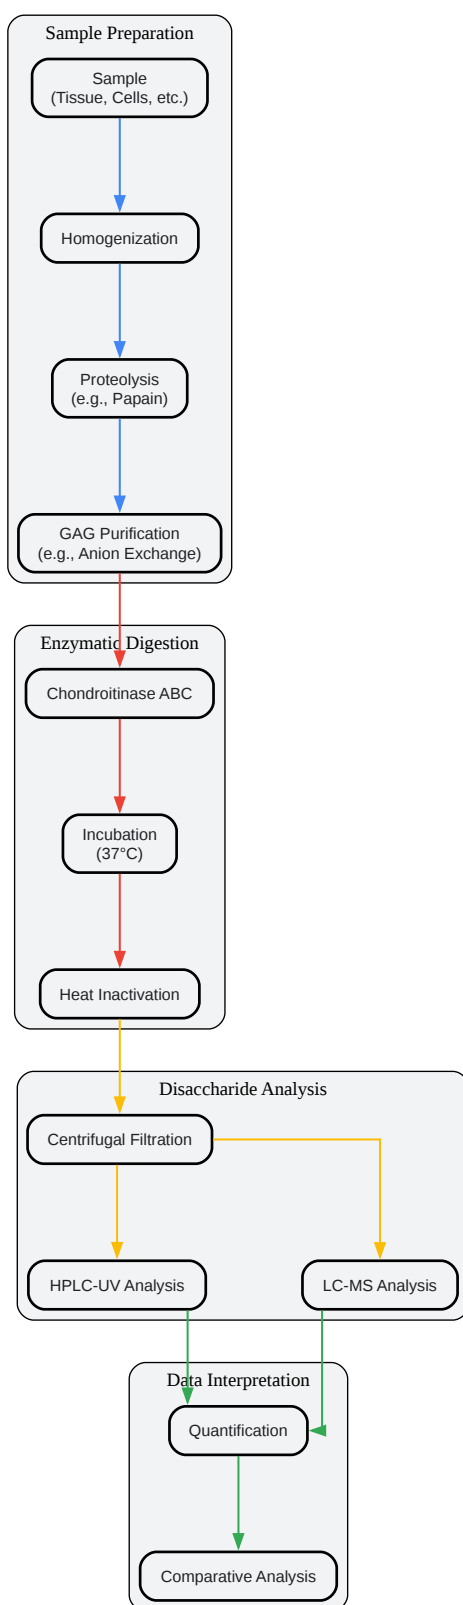 Sample Preparation
Sample
(Tissue, Cells, etc.)
Homogenization
Proteolysis
(e.g., Papain)
GAG Purification
(e.g., Anion Exchange)
Enzymatic Digestion
Chondroitinase ABC
Incubation
(37°C)
Heat Inactivation
Disaccharide Analysis
Centrifugal Filtration
HPLC-UV Analysis
LC-MS Analysis
Data Interpretation
Quantification
Comparative Analysis